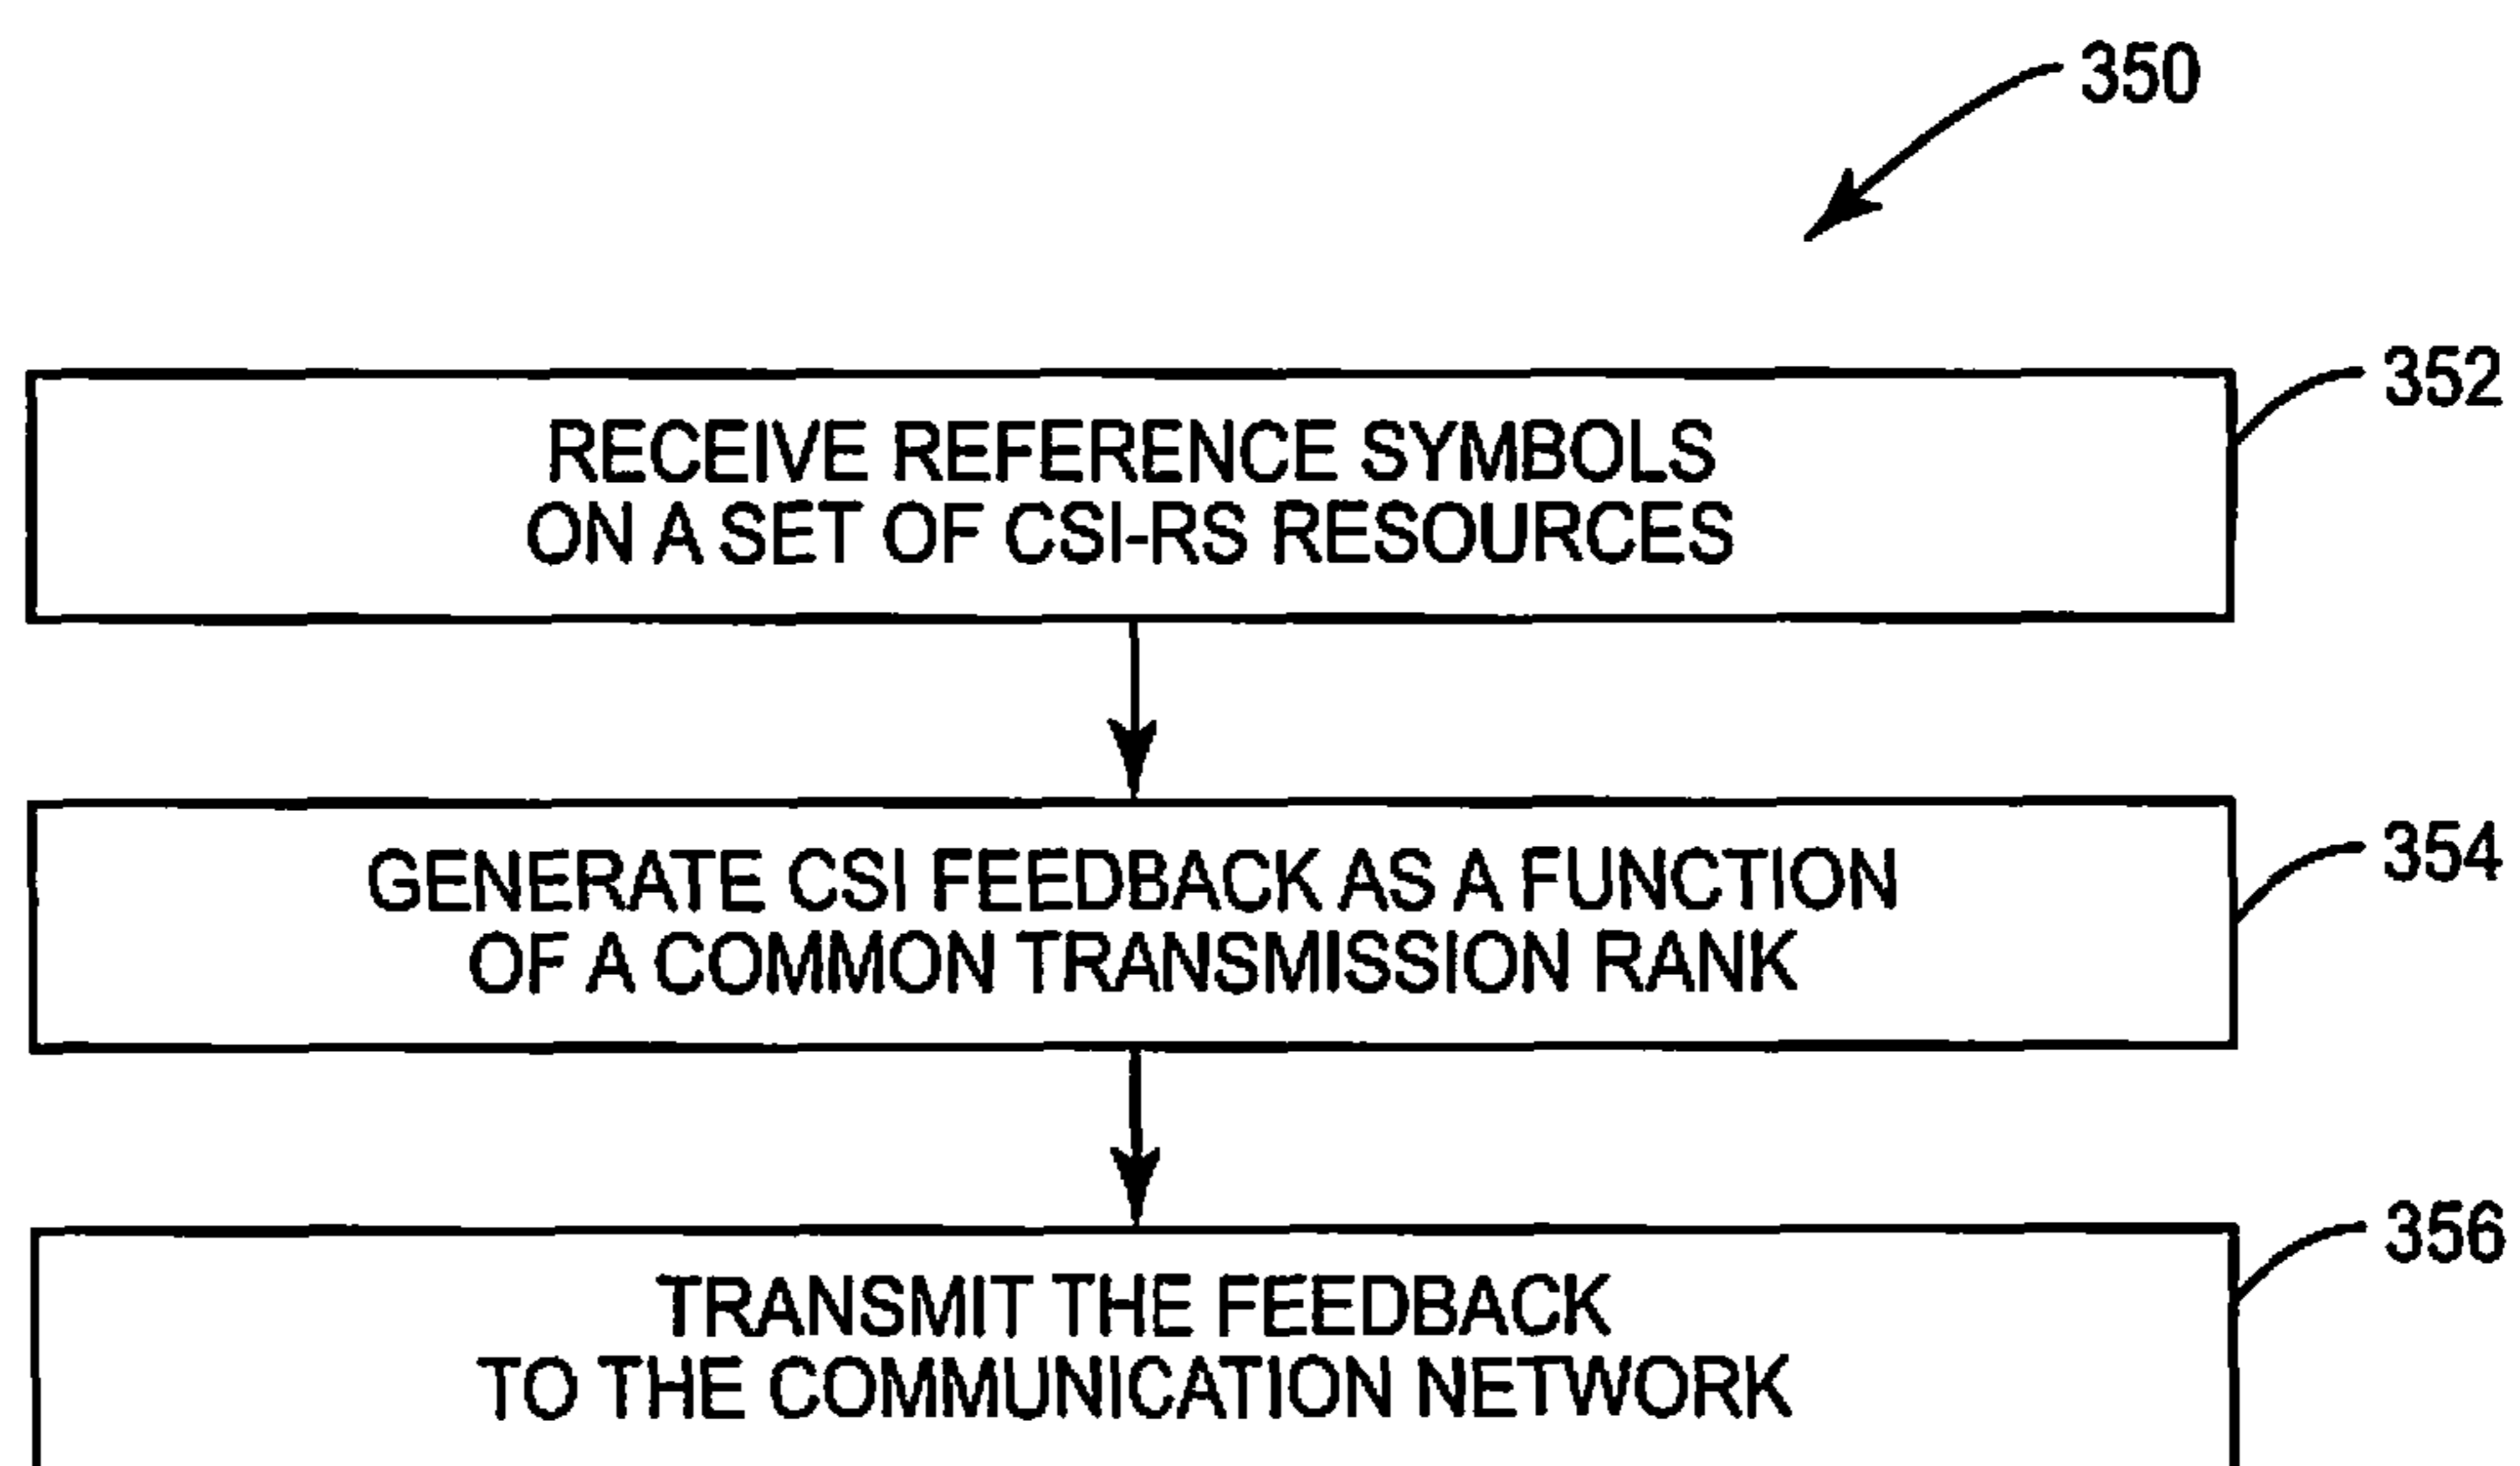 350
352
RECEIVE REFERENCE SYMBOLS
ON A SET OF CSI-RS RESOURCES
354
GENERATE CSI FEEDBACK AS A FUNCTION
OF A COMMON TRANSMISSION RANK
356
TRANSMIT THE FEEDBACK
TO THE COMMUNICATION NETWORK